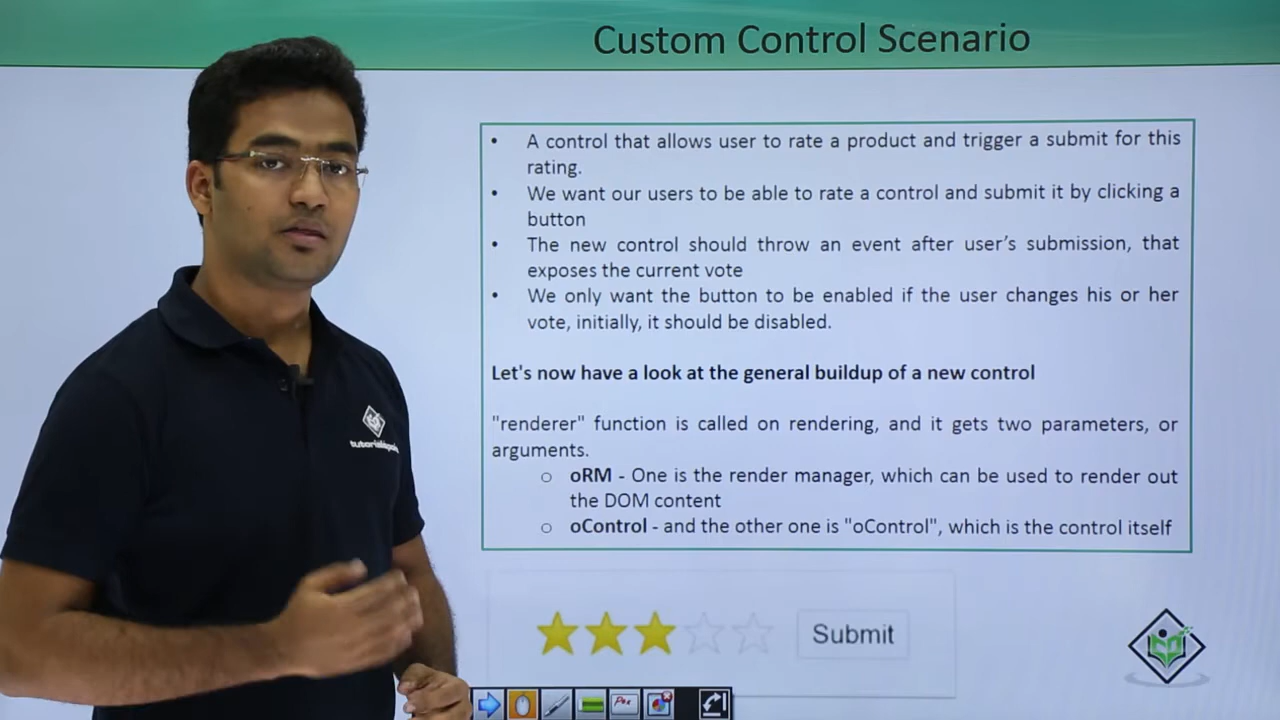 Custom Control Scenario
• A control that allows user to rate a product and trigger a submit for this
rating.
• We want our users to be able to rate a control and submit it by clicking a
button
• The new control should throw an event after user's submission, that
exposes the current vote
• We only want the button to be enabled if the user changes his or her
vote, initially, it should be disabled.
Let's now have a look at the general buildup of a new control
"renderer" function is called on rendering, and it gets two parameters, or
arguments.
o oRM - One is the render manager, which can be used to render out
the DOM content
o oControl - and the other one is "oControl", which is the control itself
Submit